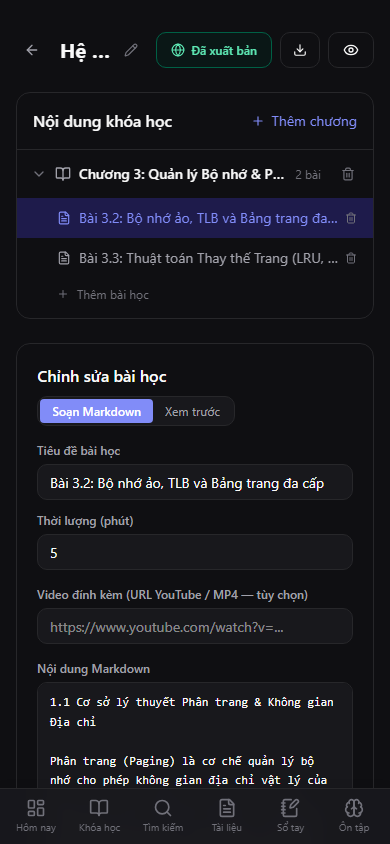 Hệ ...
Đã xuất bản
Nội dung khóa học
+ Thêm chương
Chương 3: Quản lý Bộ nhớ & P... 2 bài
Bài 3.2: Bộ nhớ ảo, TLB và Bảng trang đa...
Bài 3.3: Thuật toán Thay thế Trang (LRU, ...
+ Thêm bài học
Chỉnh sửa bài học
Soạn Markdown
Xem trước
Tiêu đề bài học
Bài 3.2: Bộ nhớ ảo, TLB và Bảng trang đa cấp
Thời lượng (phút)
5
Video đính kèm (URL YouTube / MP4 — tùy chọn)
https://www.youtube.com/watch?v=...
Nội dung Markdown
1.1 Cơ sở lý thuyết Phân trang & Không gian
Địa chỉ
Phân trang (Paging) là cơ chế quản lý bộ
nhớ cho phép không gian địa chỉ vật lý của
Hôm nay
Khóa học
Tìm kiếm
Tài liệu
Sổ tay
Ôn tập